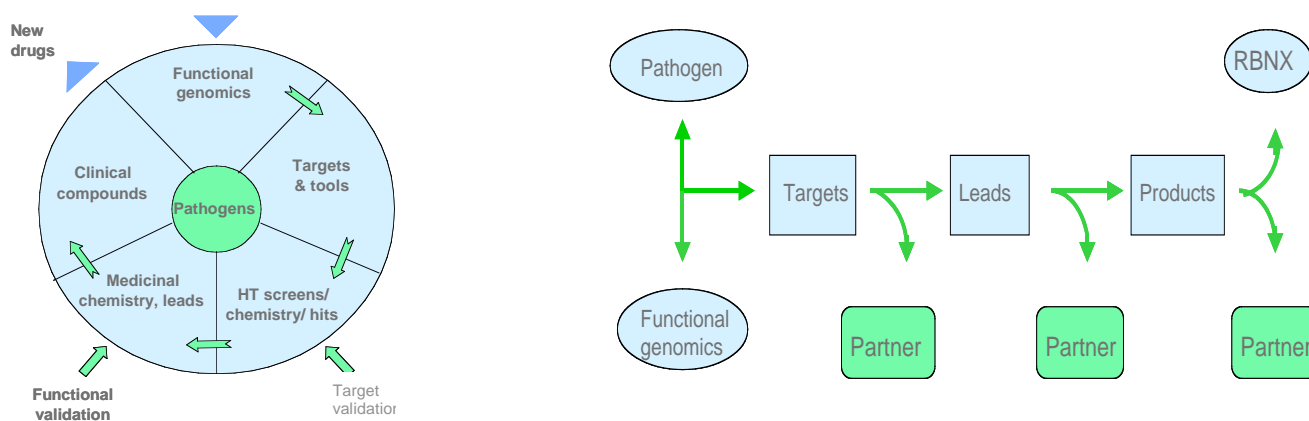 New
drugs
Functional
genomics
Clinical
compounds
Targets
& tools
Pathogens
Medicinal
chemistry, leads
HT screens/
chemistry/ hits
Functional
validation
Target
validation
Pathogen
RBNX
Targets
Leads
Products
Functional
genomics
Partner
Partner
Partner